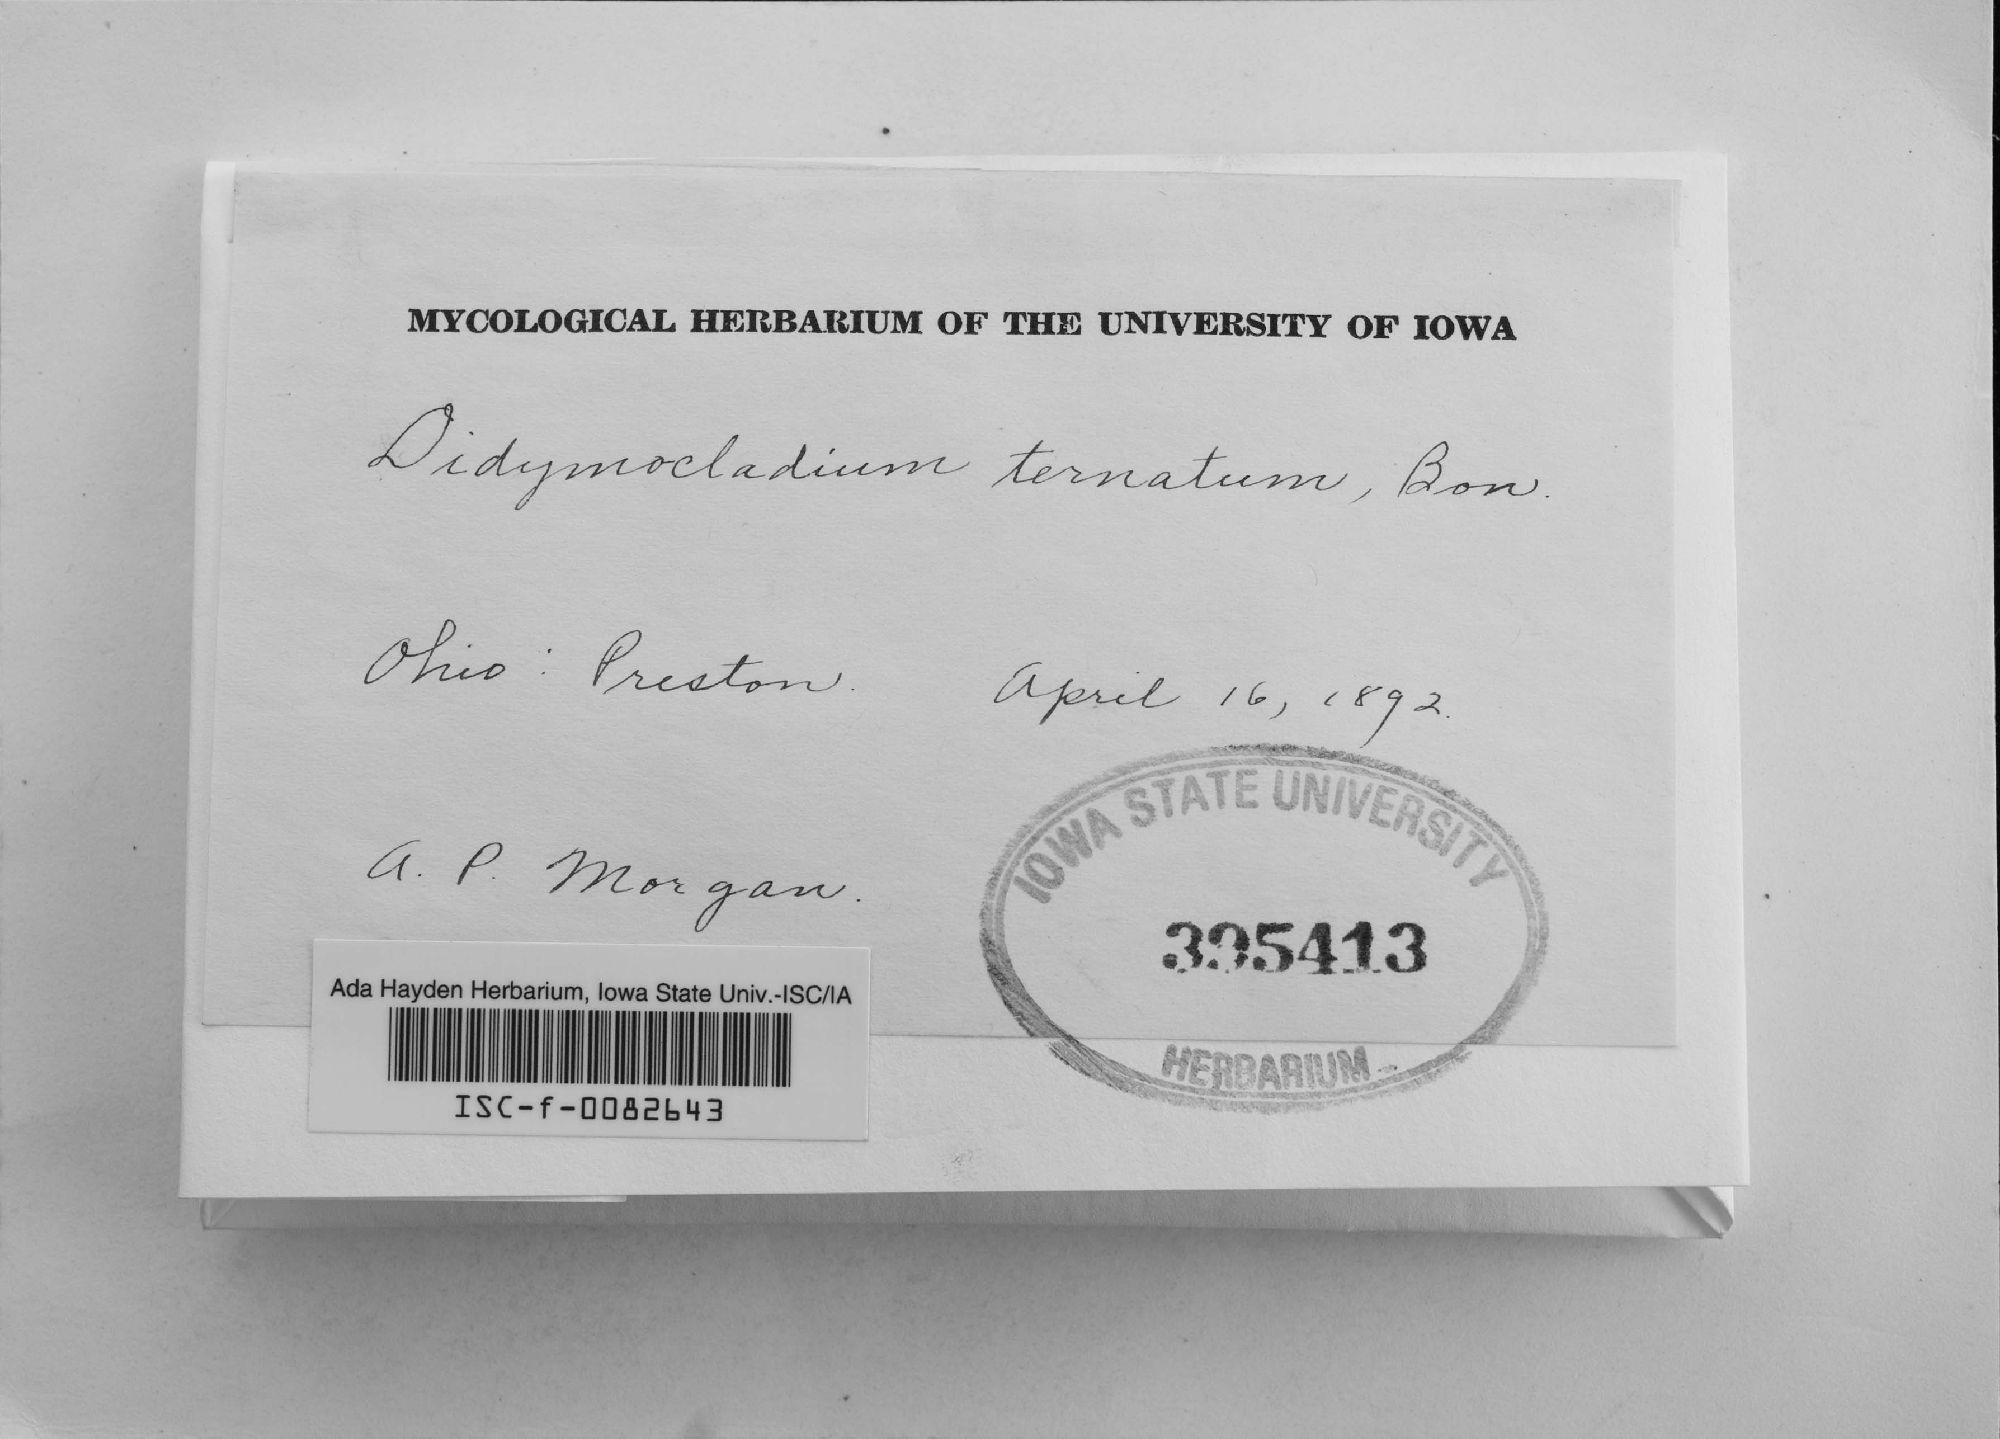 MYCOLOGICAL HERBARIUM OF THE UNIVERSITY OF IOWA
Didymocladium ternatum, Bon.
Ohio: Preston. April 16, 1892.
A. P. Morgan.
IOWA STATE UNIVERSITY
395413
HERBARIUM
Ada Hayden Herbarium, Iowa State Univ.-ISC/IA
ISC-f-0082643